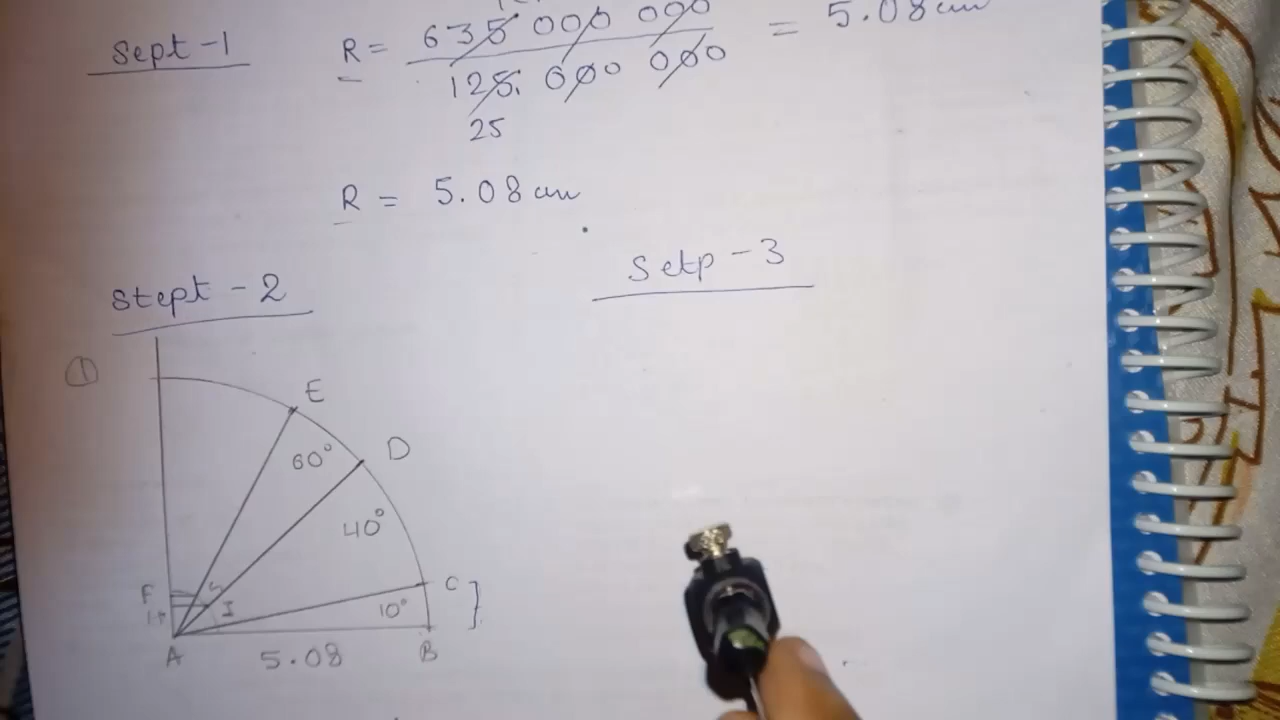 Sept-1
R = 635 000 000 / 125 000 000 = 5.08 cm
25
R = 5.08 cm
Stept - 2
Setp - 3
1
E
60°
D
40°
F
I
C
10°
A
5.08
B